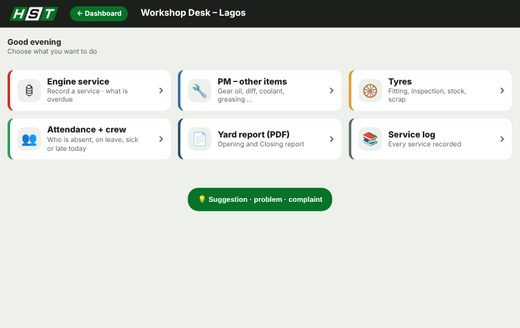 HST
← Dashboard
Workshop Desk – Lagos
Good evening
Choose what you want to do
Engine service
Record a service · what is
overdue
›
PM – other items
Gear oil, diff, coolant,
greasing ...
›
Tyres
Fitting, inspection, stock,
scrap
›
Attendance + crew
Who is absent, on leave, sick
or late today
›
Yard report (PDF)
Opening and Closing report
›
Service log
Every service recorded
›
Suggestion · problem · complaint